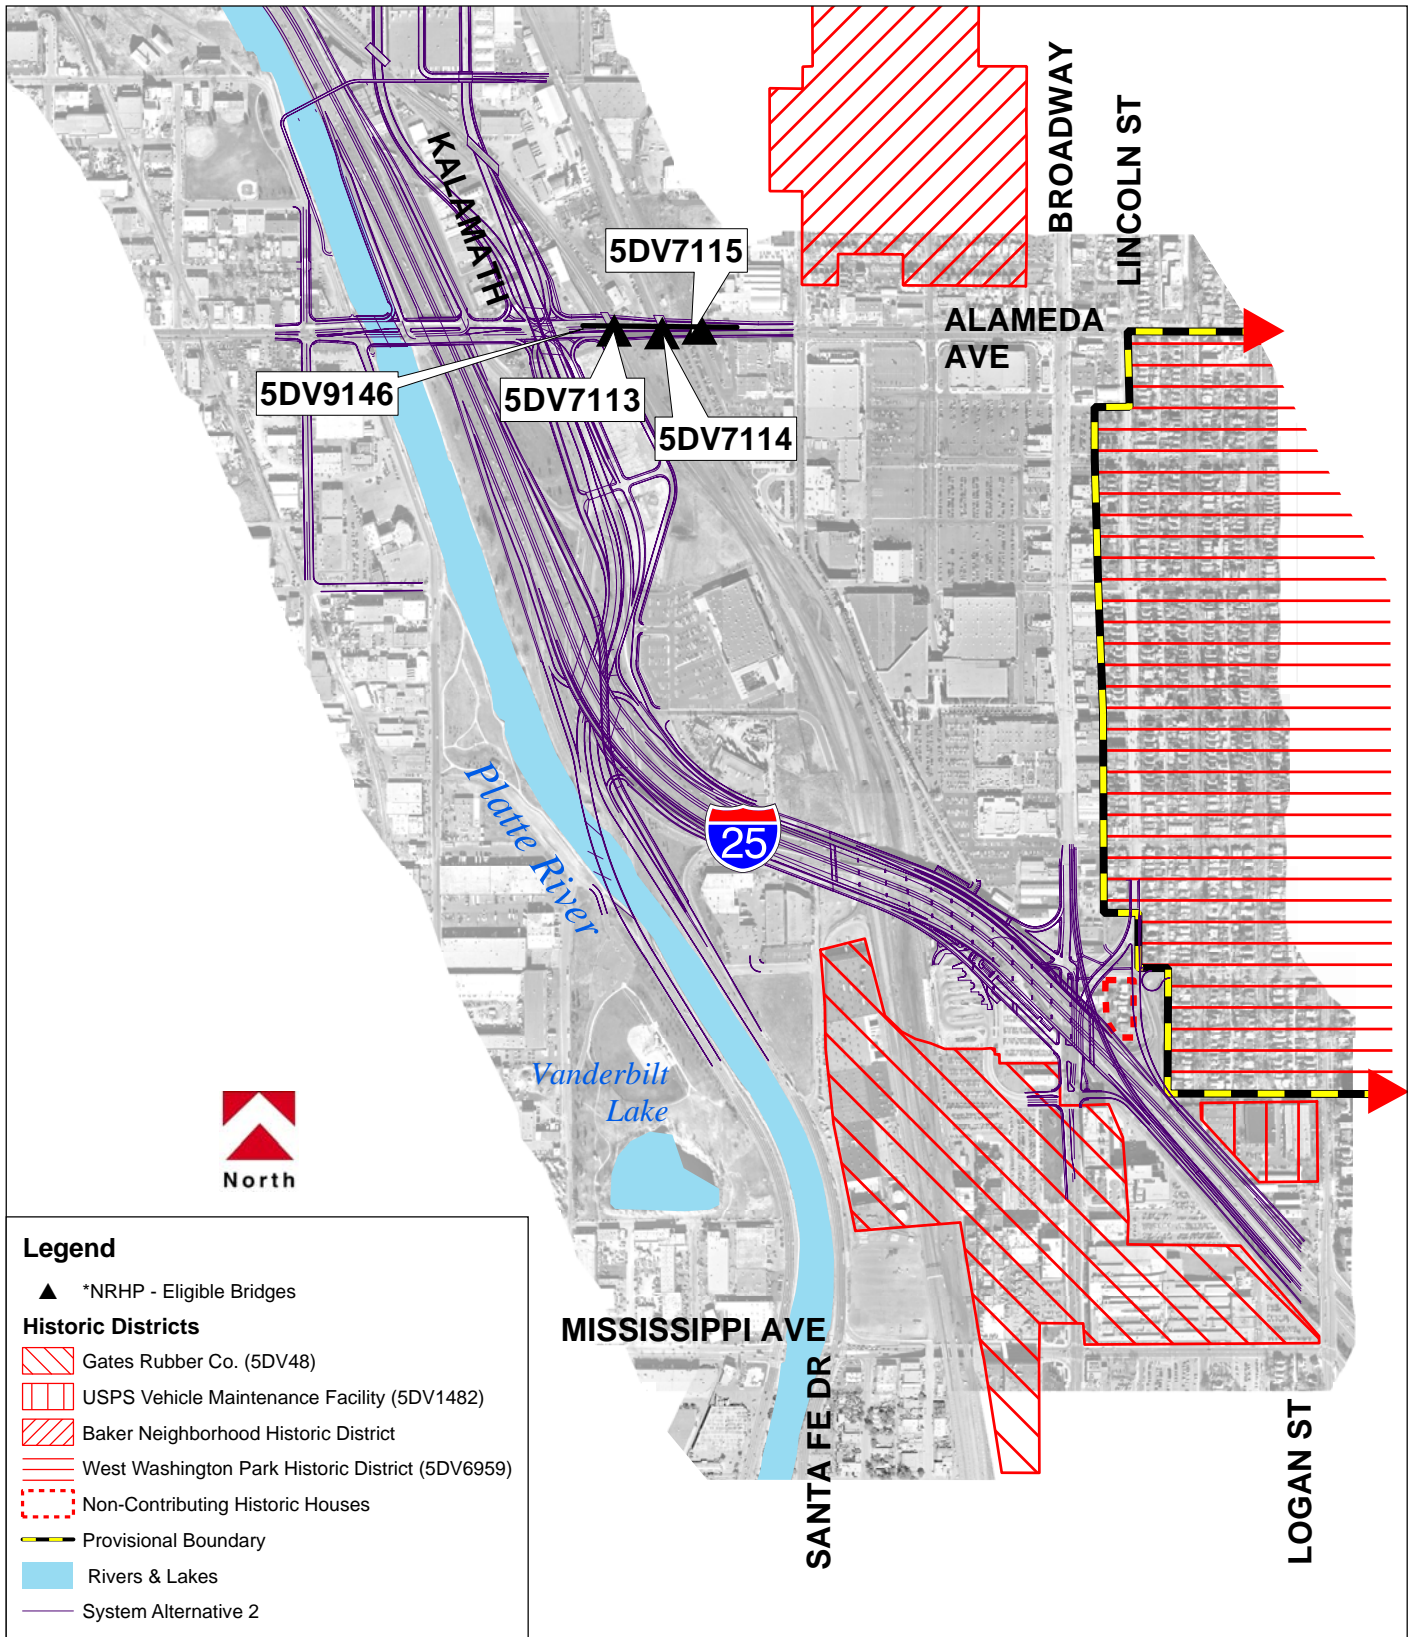 BROADWAY
LINCOLN ST
KALAMATH
5DV7115
ALAMEDA
AVE
5DV9146
5DV7113
5DV7114
Platte River
25
Vanderbilt
Lake
North
MISSISSIPPI AVE
SANTA FE DR
LOGAN ST
Legend
*NRHP - Eligible Bridges
Historic Districts
Gates Rubber Co. (5DV48)
USPS Vehicle Maintenance Facility (5DV1482)
Baker Neighborhood Historic District
West Washington Park Historic District (5DV6959)
Non-Contributing Historic Houses
Provisional Boundary
Rivers & Lakes
System Alternative 2